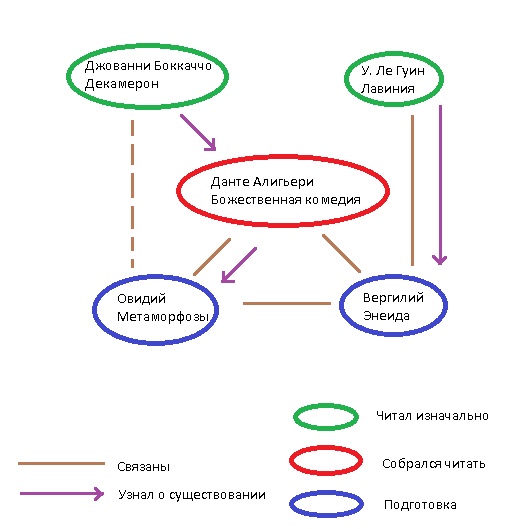 Джованни Боккаччо
Декамерон
У. Ле Гуин
Лавиния
Данте Алигьери
Божественная комедия
Овидий
Метаморфозы
Вергилий
Энеида
Читал изначально
Связаны
Собрался читать
Узнал о существовании
Подготовка